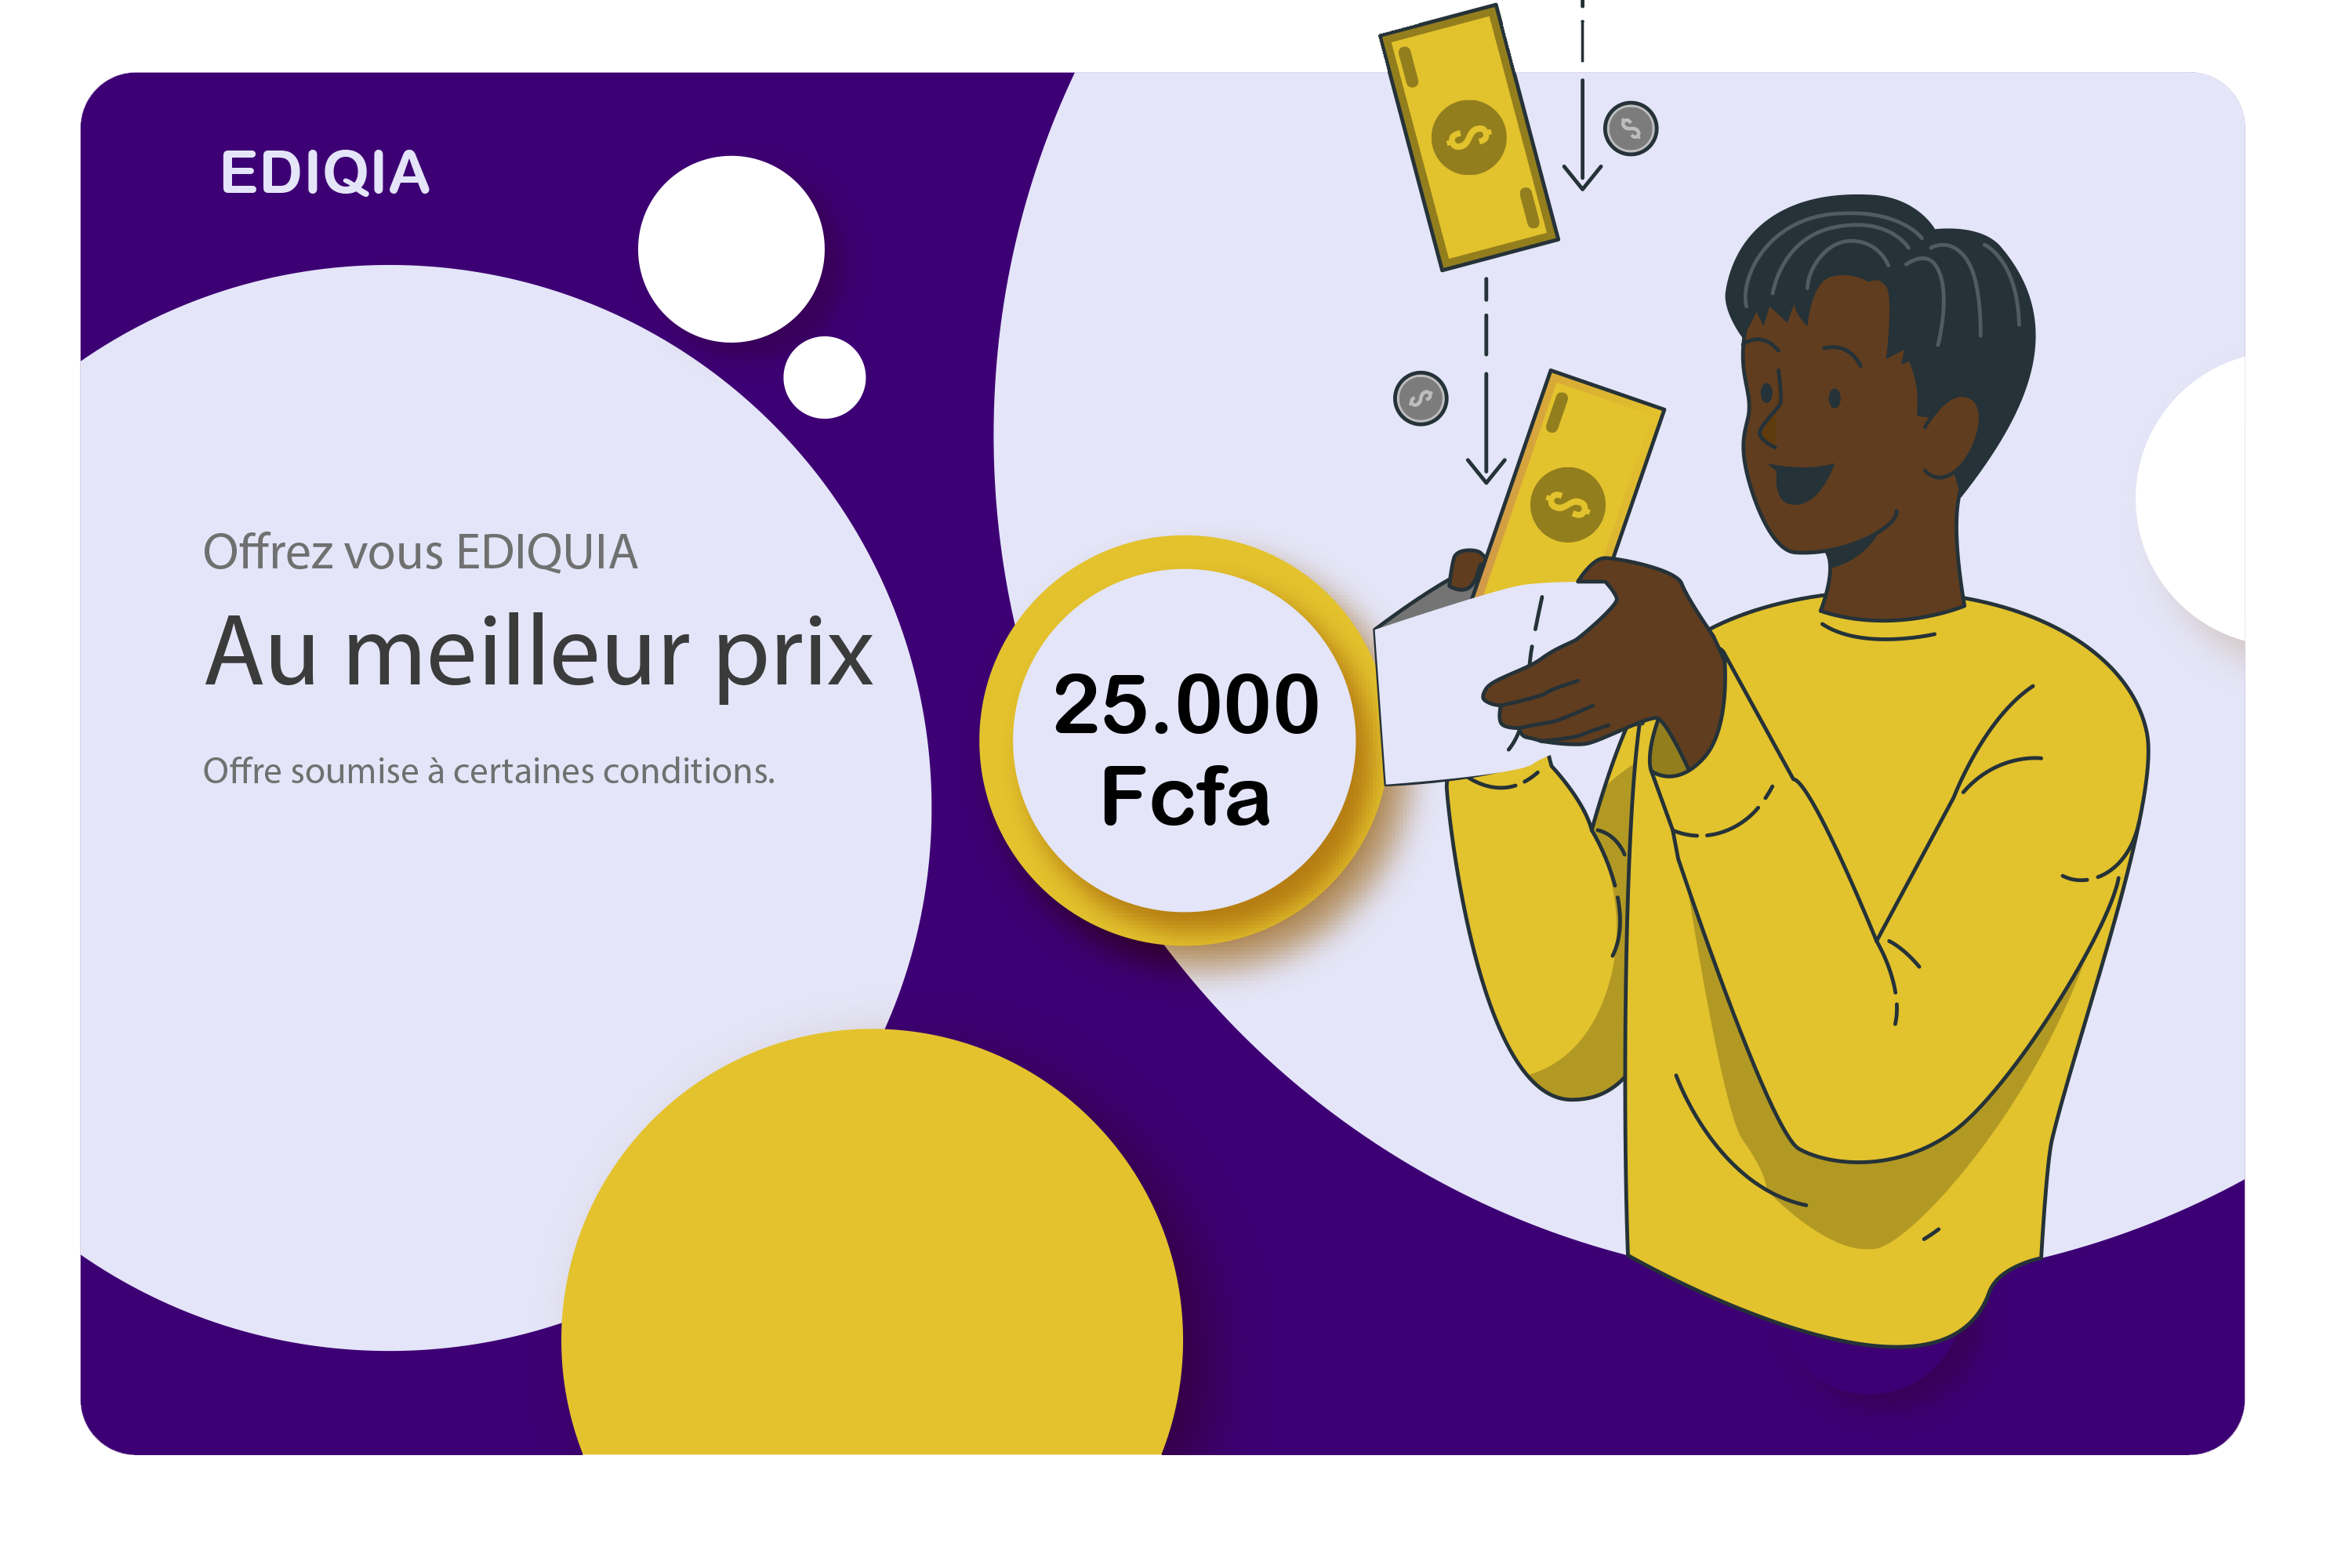 EDIQIA
Offrez vous EDIQUIA
Au meilleur prix
Offre soumise à certaines conditions.
25.000
Fcfa
$
$
$
$